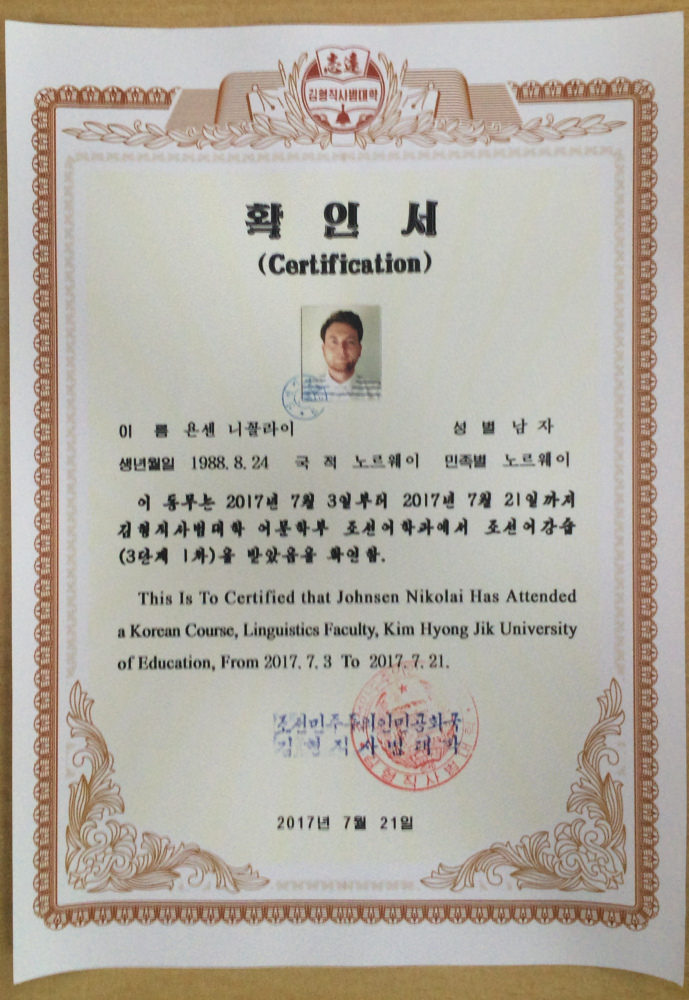 志遠
김형직사범대학
확인서
(Certification)
이 름 욘센 니꼴라이 성 별 남 자
생년월일 1988. 8. 24 국 적 노르웨이 민족별 노르웨이
이 동무는 2017년 7월 3일부터 2017년 7월 21일까지
김형직사범대학 어문학부 조선어학과에서 조선어강습
(3단계 1차)을 받았음을 확인함.
This Is To Certified that Johnsen Nikolai Has Attended
a Korean Course, Linguistics Faculty, Kim Hyong Jik University
of Education, From 2017. 7. 3 To 2017. 7. 21.
조선민주주의인민공화국
김형직사범대학
2017년 7월 21일